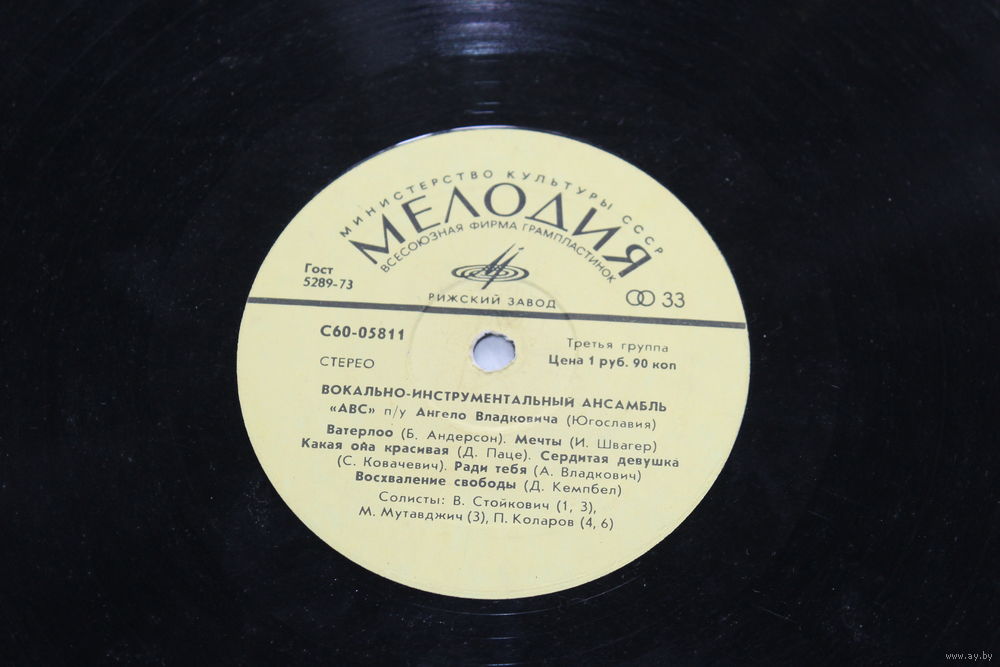 МИНИСТЕРСТВО КУЛЬТУРЫ СССР
МЕЛОДИЯ
ВСЕСОЮЗНАЯ ФИРМА ГРАМПЛАСТИНОК
Гост
5289-73
РИЖСКИЙ ЗАВОД
33
С60-05811
Третья группа
СТЕРЕО
Цена 1 руб. 90 коп
ВОКАЛЬНО-ИНСТРУМЕНТАЛЬНЫЙ АНСАМБЛЬ
«АВС» п/у Ангело Владковича (Югославия)
Ватерлоо (Б. Андерсон). Мечты (И. Швагер)
Какая она красивая (Д. Паце). Сердитая девушка
(С. Ковачевич). Ради тебя (А. Владкович)
Восхваление свободы (Д. Кемпбел)
Солисты: В. Стойкович (1, 3),
М. Мутавджич (3), П. Коларов (4, 6)
www.ay.by